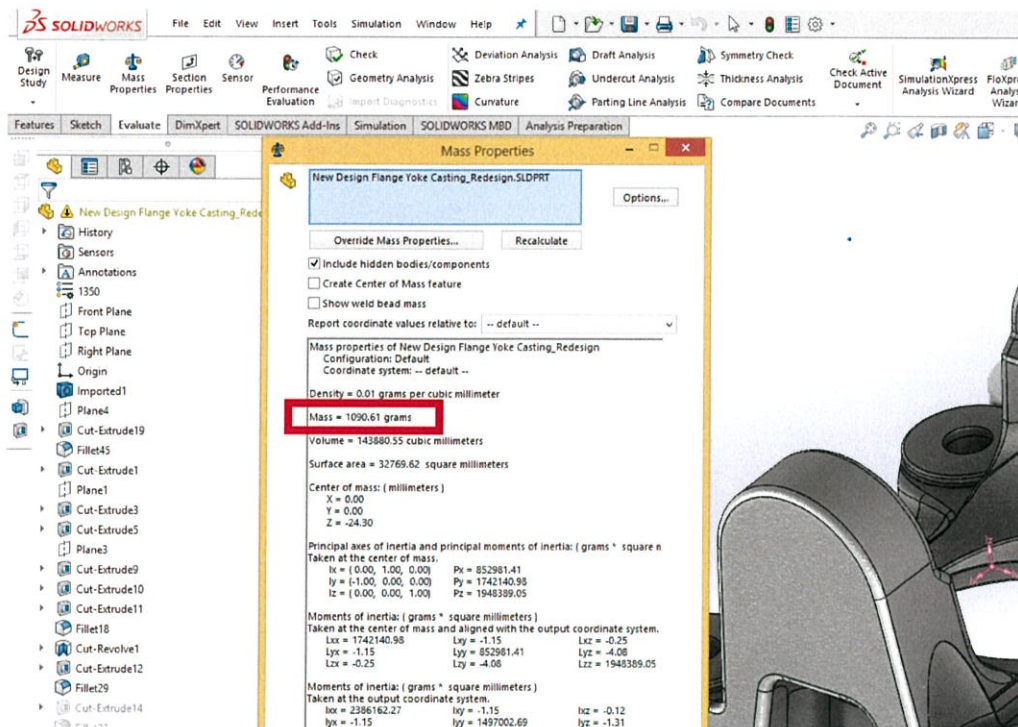 SOLIDWORKS File Edit View Insert Tools Simulation Window Help
Design Study
Measure
Mass Properties
Section Properties
Sensor
Performance Evaluation
Check
Geometry Analysis
Import Diagnostics
Deviation Analysis
Zebra Stripes
Curvature
Draft Analysis
Undercut Analysis
Parting Line Analysis
Symmetry Check
Thickness Analysis
Compare Documents
Check Active Document
SimulationXpress Analysis Wizard
FloXpre
Analys
Wizar
Features Sketch Evaluate DimXpert SOLIDWORKS Add-Ins Simulation SOLIDWORKS MBD Analysis Preparation
New Design Flange Yoke Casting_Rede
History
Sensors
Annotations
1350
Front Plane
Top Plane
Right Plane
Origin
Imported1
Plane4
Cut-Extrude19
Fillet45
Cut-Extrude1
Plane1
Cut-Extrude3
Cut-Extrude5
Plane3
Cut-Extrude9
Cut-Extrude10
Cut-Extrude11
Fillet18
Cut-Revolve1
Cut-Extrude12
Fillet29
Cut-Extrude14
Mass Properties
New Design Flange Yoke Casting_Redesign.SLDPRT
Options...
Override Mass Properties... Recalculate
Include hidden bodies/components
Create Center of Mass feature
Show weld bead mass
Report coordinate values relative to: -- default --
Mass properties of New Design Flange Yoke Casting_Redesign
Configuration: Default
Coordinate system: -- default --
Density = 0.01 grams per cubic millimeter
Mass = 1090.61 grams
Volume = 143880.55 cubic millimeters
Surface area = 32769.62 square millimeters
Center of mass: ( millimeters )
X = 0.00
Y = 0.00
Z = -24.30
Principal axes of inertia and principal moments of inertia: ( grams * square n
Taken at the center of mass.
Ix = ( 0.00, 1.00, 0.00) Px = 852981.41
Iy = (-1.00, 0.00, 0.00) Py = 1742140.98
Iz = ( 0.00, 0.00, 1.00) Pz = 1948389.05
Moments of inertia: ( grams * square millimeters )
Taken at the center of mass and aligned with the output coordinate system.
Lxx = 1742140.98 Lxy = -1.15 Lxz = -0.25
Lyx = -1.15 Lyy = 852981.41 Lyz = -4.08
Lzx = -0.25 Lzy = -4.08 Lzz = 1948389.05
Moments of inertia: ( grams * square millimeters )
Taken at the output coordinate system.
Ixx = 2386162.27 Ixy = -1.15 Ixz = -0.12
Iyx = -1.15 Iyy = 1497002.69 Iyz = -1.31